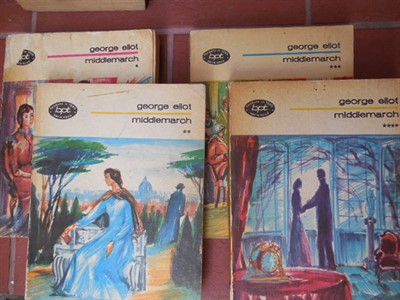 george eliot
middlemarch
*
george eliot
middlemarch
***
bpt
george eliot
middlemarch
**
bpt
george eliot
middlemarch
****